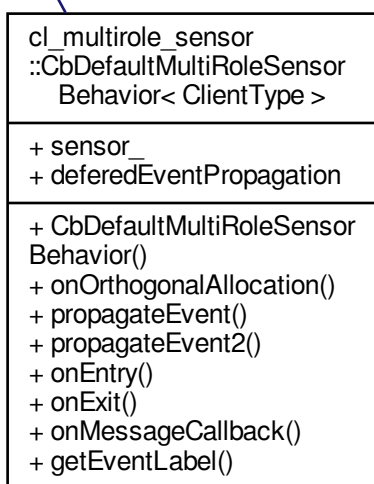 cl_multirole_sensor
::CbDefaultMultiRoleSensor
Behavior< ClientType >
+ sensor_
+ deferedEventPropagation
+ CbDefaultMultiRoleSensor
Behavior()
+ onOrthogonalAllocation()
+ propagateEvent()
+ propagateEvent2()
+ onEntry()
+ onExit()
+ onMessageCallback()
+ getEventLabel()